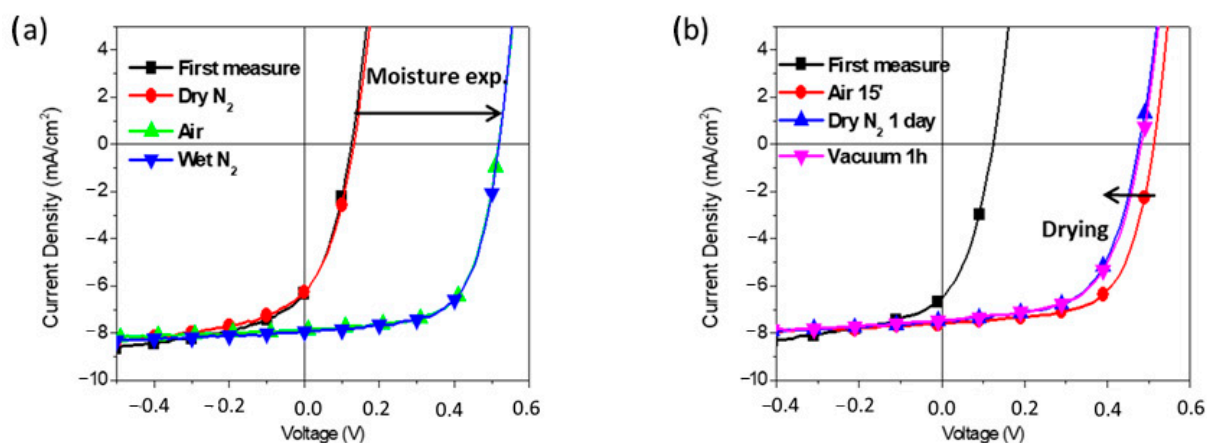 (a)
4
2
0
−2
−4
−6
−8
−10
Current Density (mA/cm²)
First measure
Dry N₂
Air
Wet N₂
Moisture exp.
−0.4 −0.2 0.0 0.2 0.4 0.6
Voltage (V)
(b)
4
2
0
−2
−4
−6
−8
−10
Current Density (mA/cm²)
First measure
Air 15'
Dry N₂ 1 day
Vacuum 1h
Drying
−0.4 −0.2 0.0 0.2 0.4 0.6
Voltage (V)